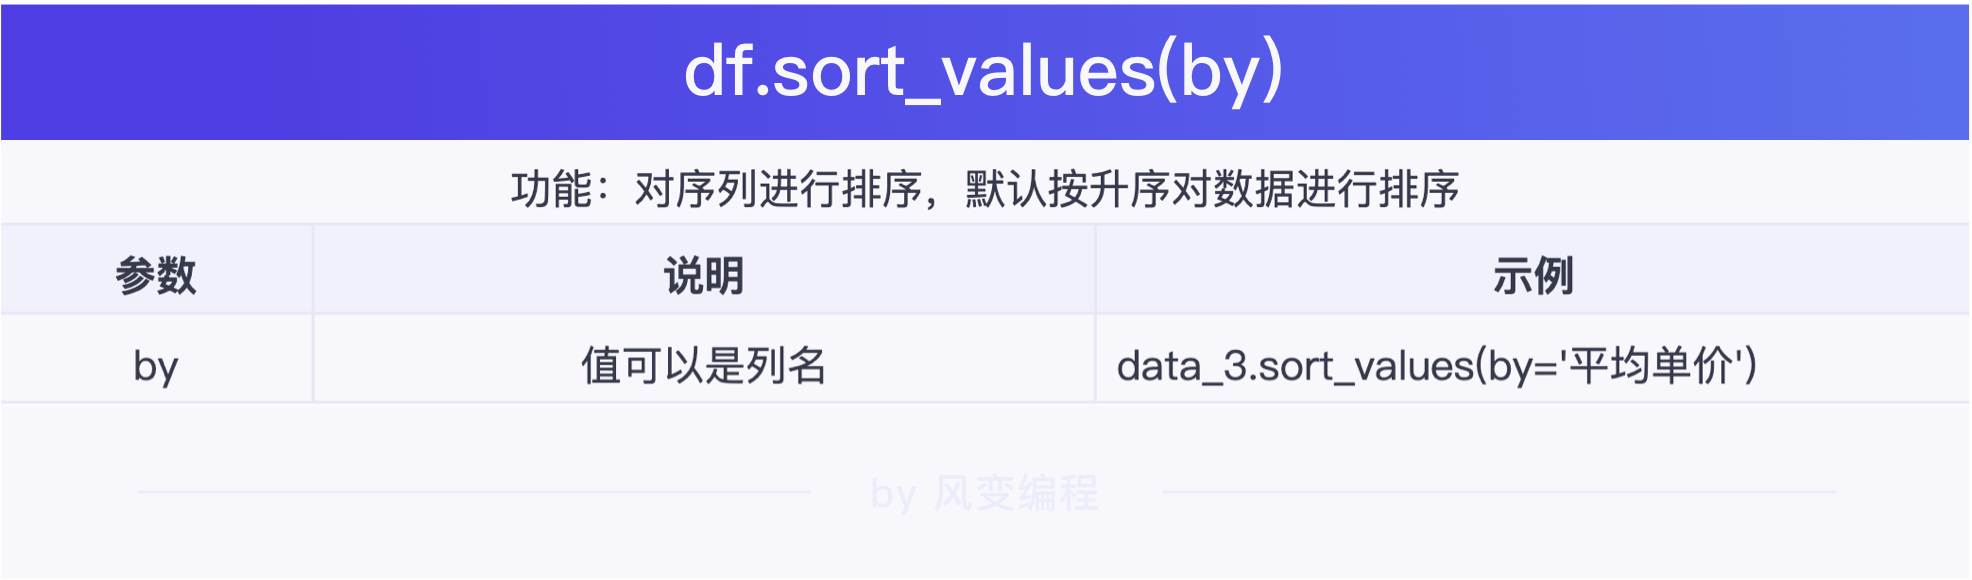 df.sort_values(by)
功能：对序列进行排序，默认按升序对数据进行排序
参数 说明 示例
by 值可以是列名 data_3.sort_values(by='平均单价')
by 风变编程